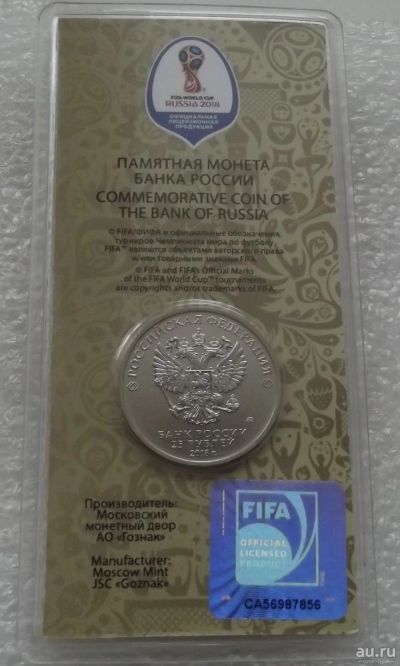 FIFA WORLD CUP
RUSSIA 2018
ОФИЦИАЛЬНАЯ
ЛИЦЕНЗИОННАЯ
ПРОДУКЦИЯ
ПАМЯТНАЯ МОНЕТА
БАНКА РОССИИ
COMMEMORATIVE COIN OF
THE BANK OF RUSSIA
© FIFA/ФИФА и официальные обозначения
турниров Чемпионата мира по футболу
FIFA™ являются объектами авторского права
и/или товарными знаками FIFA.
© FIFA and FIFA's Official Marks
of the FIFA World Cup™ tournaments
are copyrights and/or trademarks of FIFA.
РОССИЙСКАЯ ФЕДЕРАЦИЯ
БАНК РОССИИ
25 РУБЛЕЙ
2018 г.
Производитель:
Московский
монетный двор
АО «Гознак»
Manufacturer:
Moscow Mint
JSC «Goznak»
FIFA
OFFICIAL
LICENSED
PRODUCT
CA56987856
au.ru